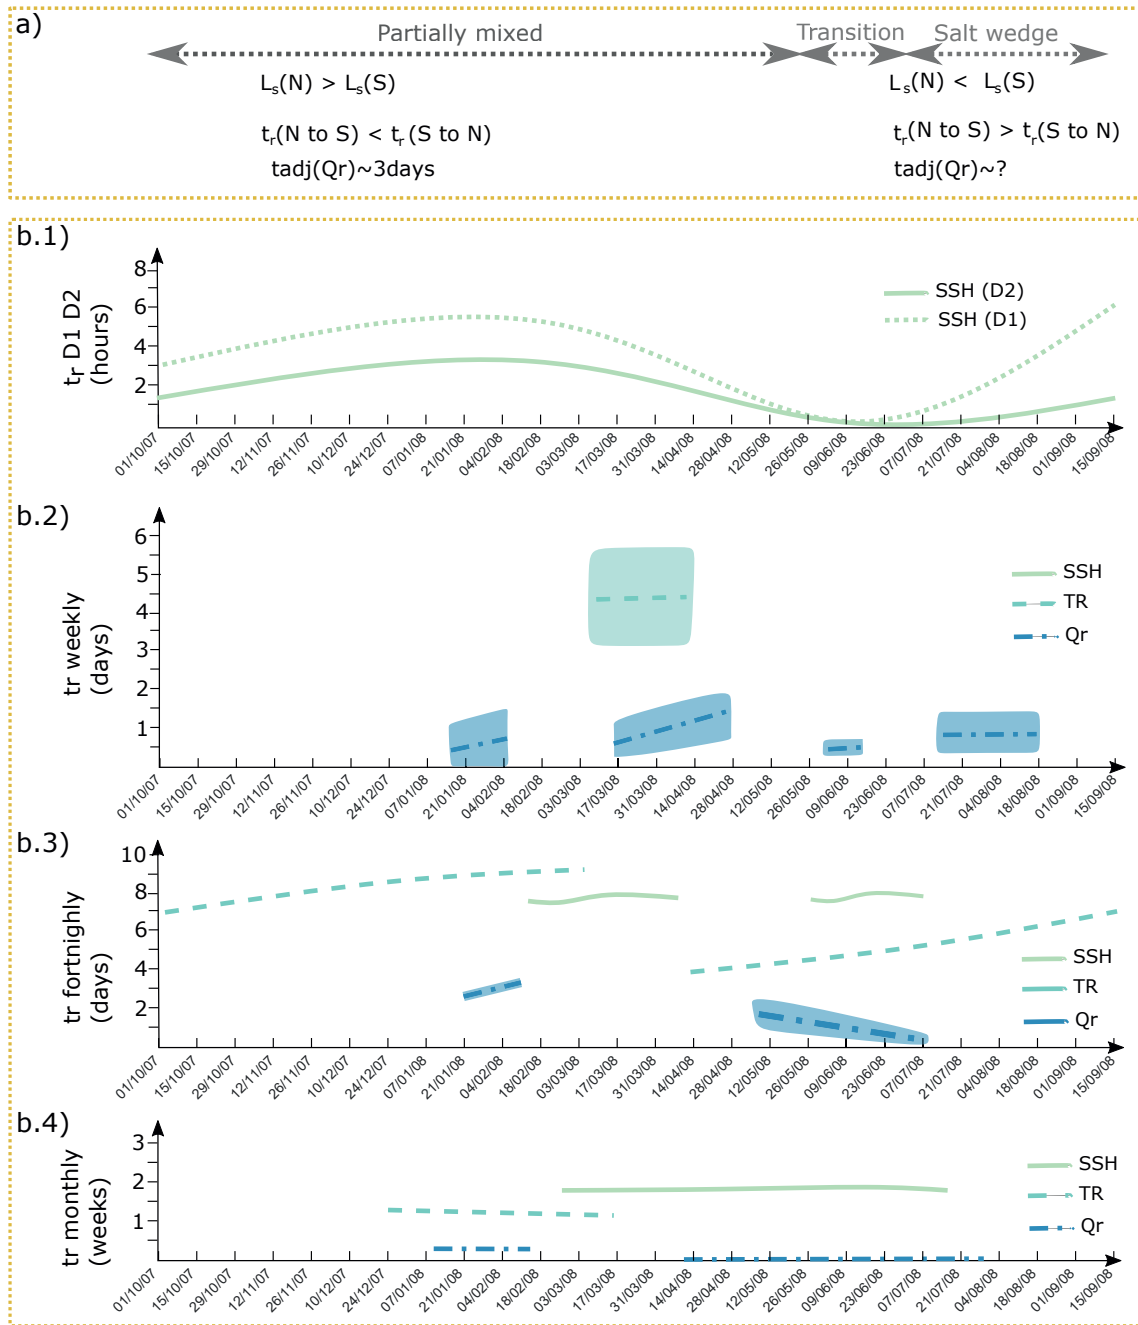 a)
Partially mixed
Transition
Salt wedge
Ls(N) > Ls(S)
Ls(N) < Ls(S)
tr(N to S) < tr(S to N)
tr(N to S) > tr(S to N)
tadj(Qr)~3days
tadj(Qr)~?
b.1)
tr D1 D2
(hours)
8
6
4
2
SSH (D2)
SSH (D1)
01/10/07 15/10/07 29/10/07 12/11/07 26/11/07 10/12/07 24/12/07 07/01/08 21/01/08 04/02/08 18/02/08 03/03/08 17/03/08 31/03/08 14/04/08 28/04/08 12/05/08 26/05/08 09/06/08 23/06/08 07/07/08 21/07/08 04/08/08 18/08/08 01/09/08 15/09/08
b.2)
tr weekly
(days)
6
5
4
3
2
1
SSH
TR
Qr
01/10/07 15/10/07 29/10/07 12/11/07 26/11/07 10/12/07 24/12/07 07/01/08 21/01/08 04/02/08 18/02/08 03/03/08 17/03/08 31/03/08 14/04/08 28/04/08 12/05/08 26/05/08 09/06/08 23/06/08 07/07/08 21/07/08 04/08/08 18/08/08 01/09/08 15/09/08
b.3)
tr fortnighly
(days)
10
8
6
4
2
SSH
TR
Qr
01/10/07 15/10/07 29/10/07 12/11/07 26/11/07 10/12/07 24/12/07 07/01/08 21/01/08 04/02/08 18/02/08 03/03/08 17/03/08 31/03/08 14/04/08 28/04/08 12/05/08 26/05/08 09/06/08 23/06/08 07/07/08 21/07/08 04/08/08 18/08/08 01/09/08 15/09/08
b.4)
tr monthly
(weeks)
3
2
1
SSH
TR
Qr
01/10/07 15/10/07 29/10/07 12/11/07 26/11/07 10/12/07 24/12/07 07/01/08 21/01/08 04/02/08 18/02/08 03/03/08 17/03/08 31/03/08 14/04/08 28/04/08 12/05/08 26/05/08 09/06/08 23/06/08 07/07/08 21/07/08 04/08/08 18/08/08 01/09/08 15/09/08